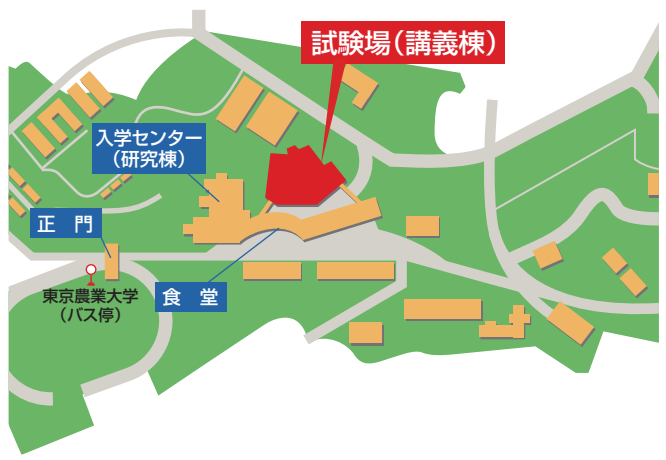 試験場(講義棟)
入学センター
(研究棟)
正 門
東京農業大学
(バス停)
食 堂